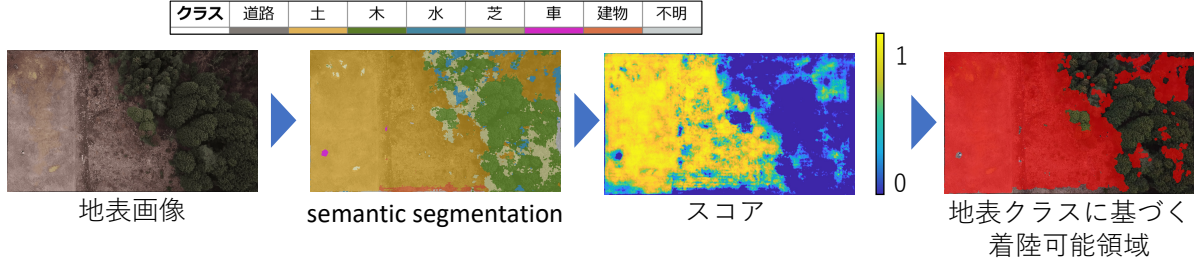 クラス 道路 土 木 水 芝 車 建物 不明
1
0
地表画像
semantic segmentation
スコア
地表クラスに基づく
着陸可能領域